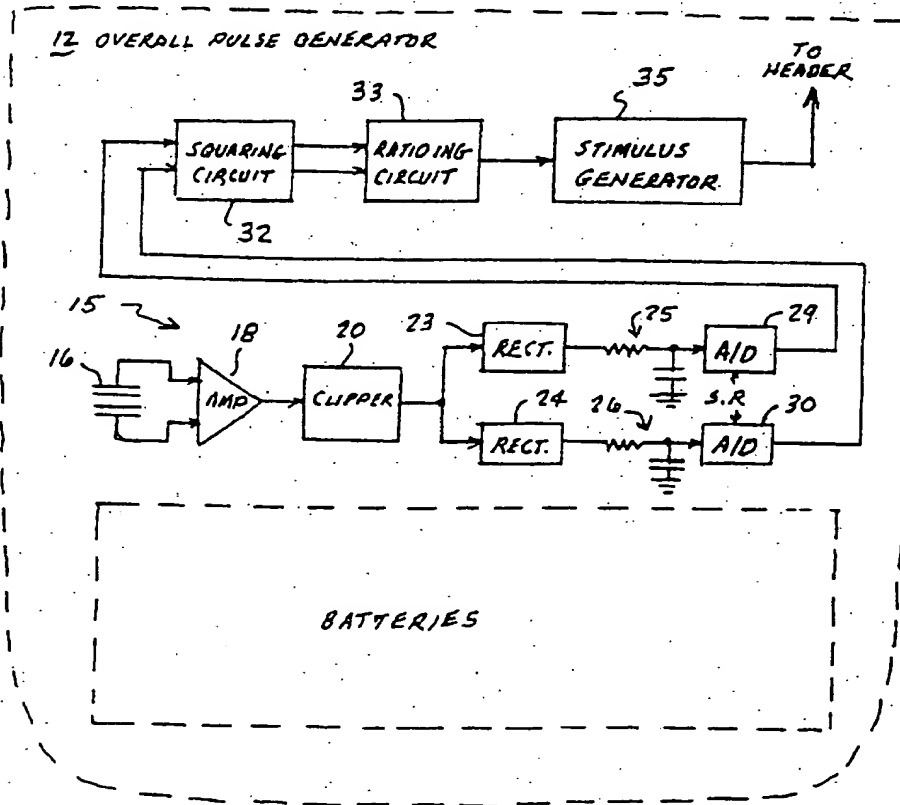 12 OVERALL PULSE GENERATOR
TO
HEADER
33
35
SQUARING
CIRCUIT
RATIOING
CIRCUIT
STIMULUS
GENERATOR
32
15
16
18
AMP
20
CLIPPER
23
RECT.
25
29
A/D
S.R
24
RECT.
26
30
A/D
BATTERIES